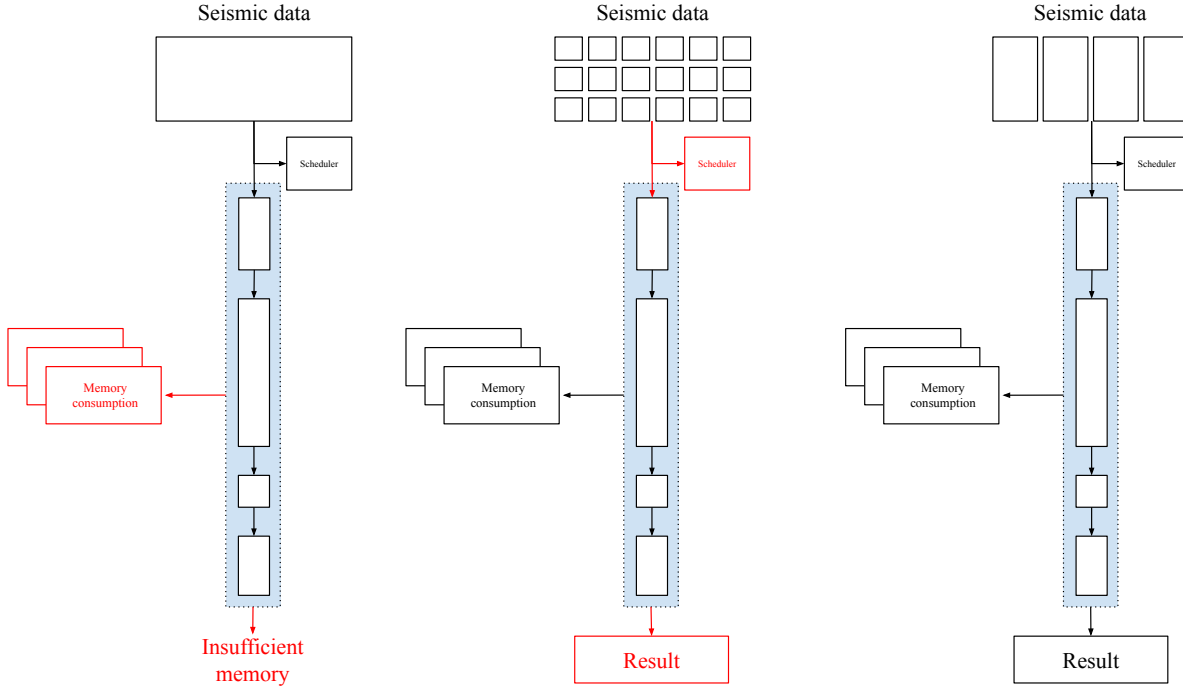 Seismic data
Scheduler
Memory
consumption
Insufficient
memory
Seismic data
Scheduler
Memory
consumption
Result
Seismic data
Scheduler
Memory
consumption
Result